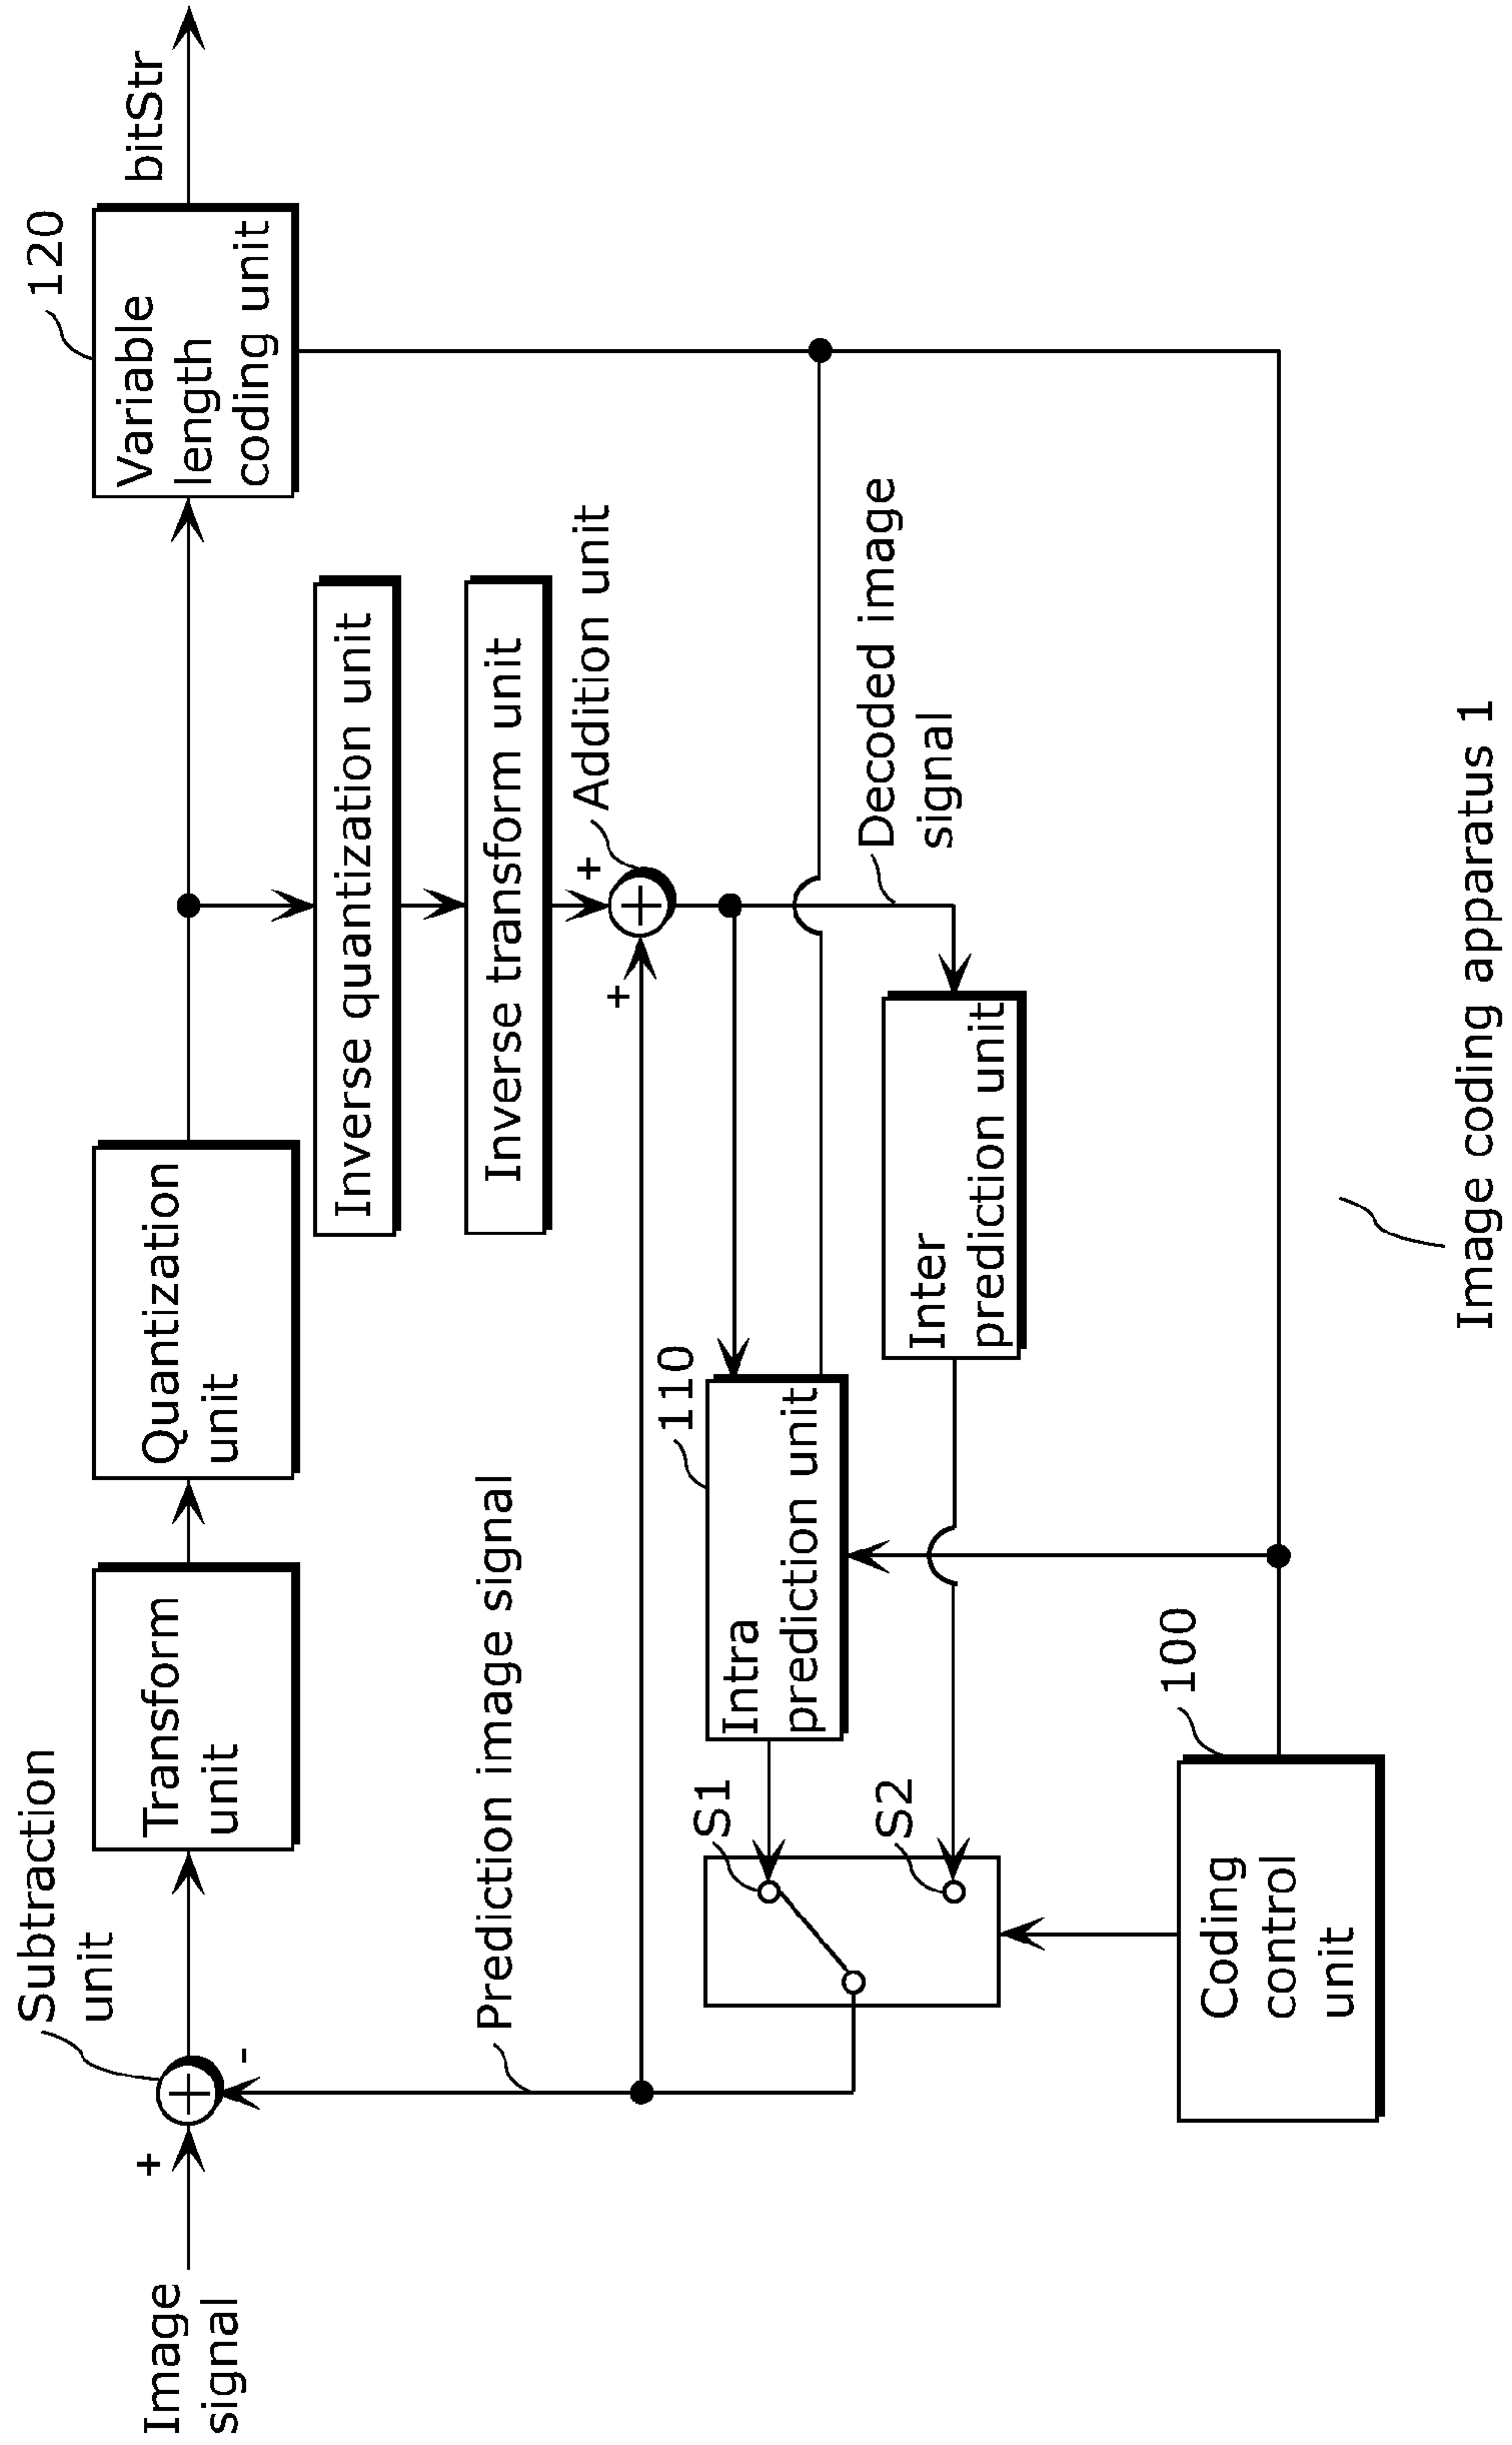 Image
signal
+
-
Subtraction
unit
Transform
unit
Quantization
unit
120
Variable
length
coding unit
bitStr
Inverse quantization unit
Inverse transform unit
+
+
Addition unit
Prediction image signal
110
Intra
prediction unit
S1
S2
Decoded image
signal
Inter
prediction unit
100
Coding
control
unit
Image coding apparatus 1